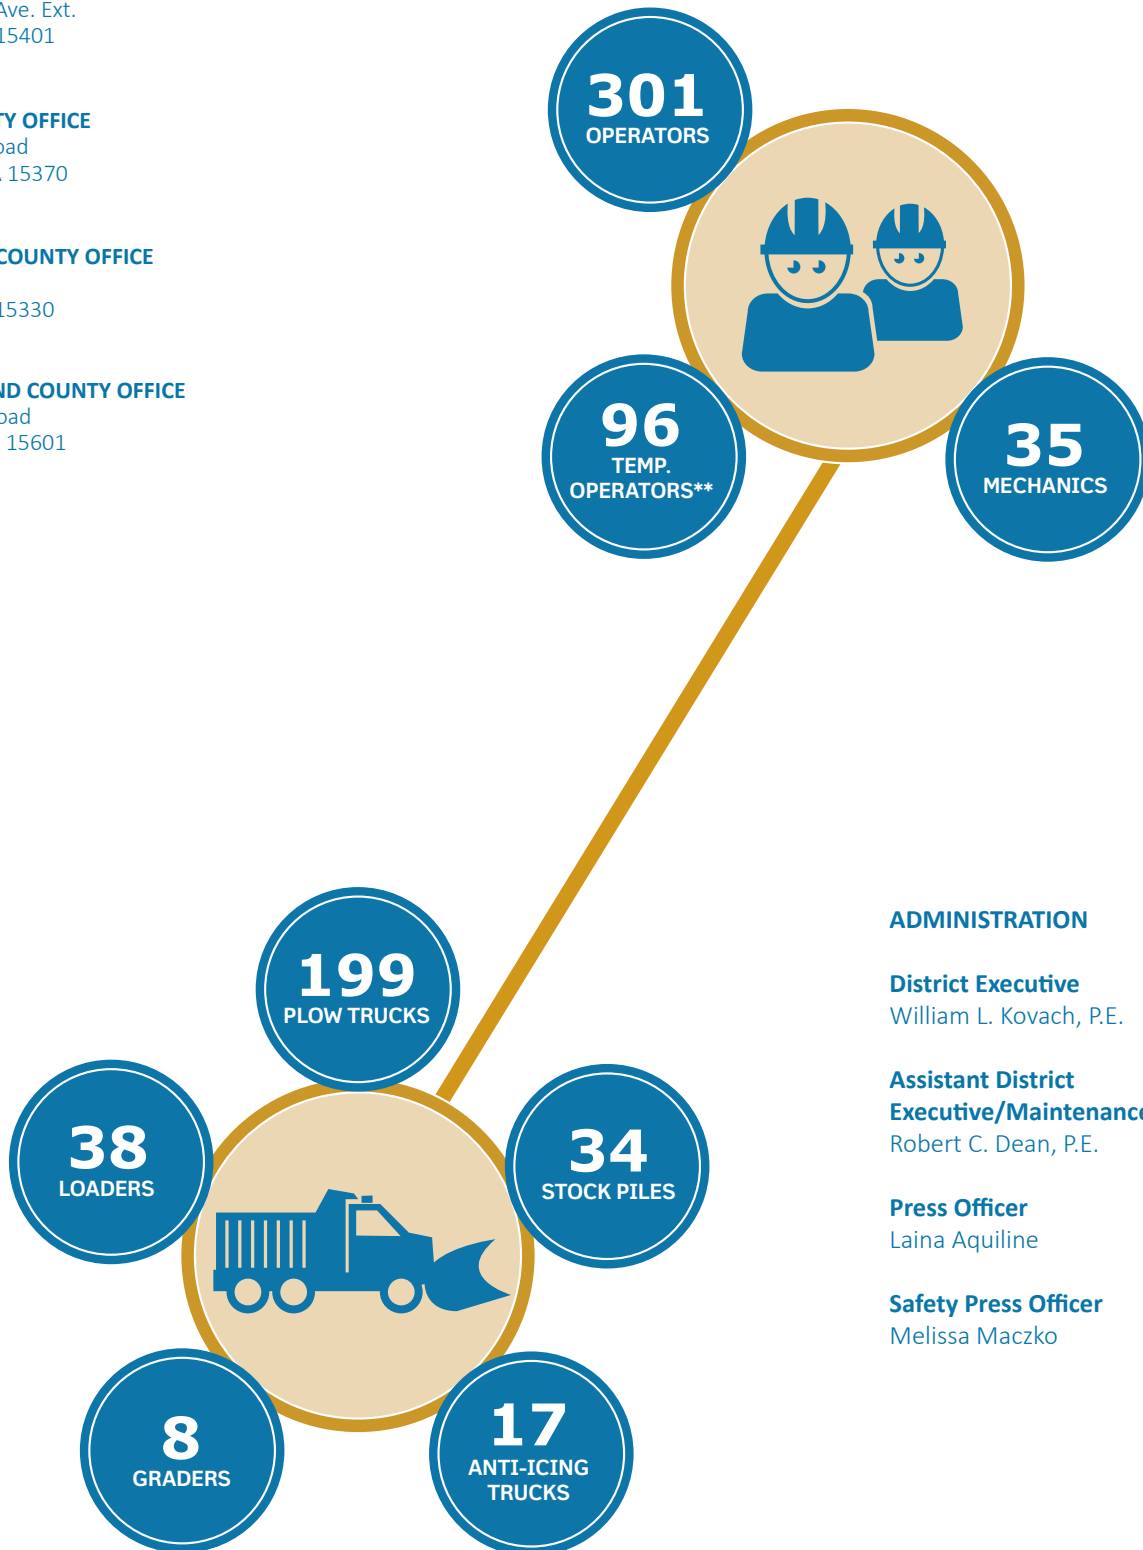 Ave. Ext.
15401
TY OFFICE
oad
A 15370
COUNTY OFFICE
15330
ND COUNTY OFFICE
oad
15601
301
OPERATORS
96
TEMP.
OPERATORS**
35
MECHANICS
199
PLOW TRUCKS
38
LOADERS
34
STOCK PILES
8
GRADERS
17
ANTI-ICING
TRUCKS
ADMINISTRATION
District Executive
William L. Kovach, P.E.
Assistant District
Executive/Maintenance
Robert C. Dean, P.E.
Press Officer
Laina Aquiline
Safety Press Officer
Melissa Maczko